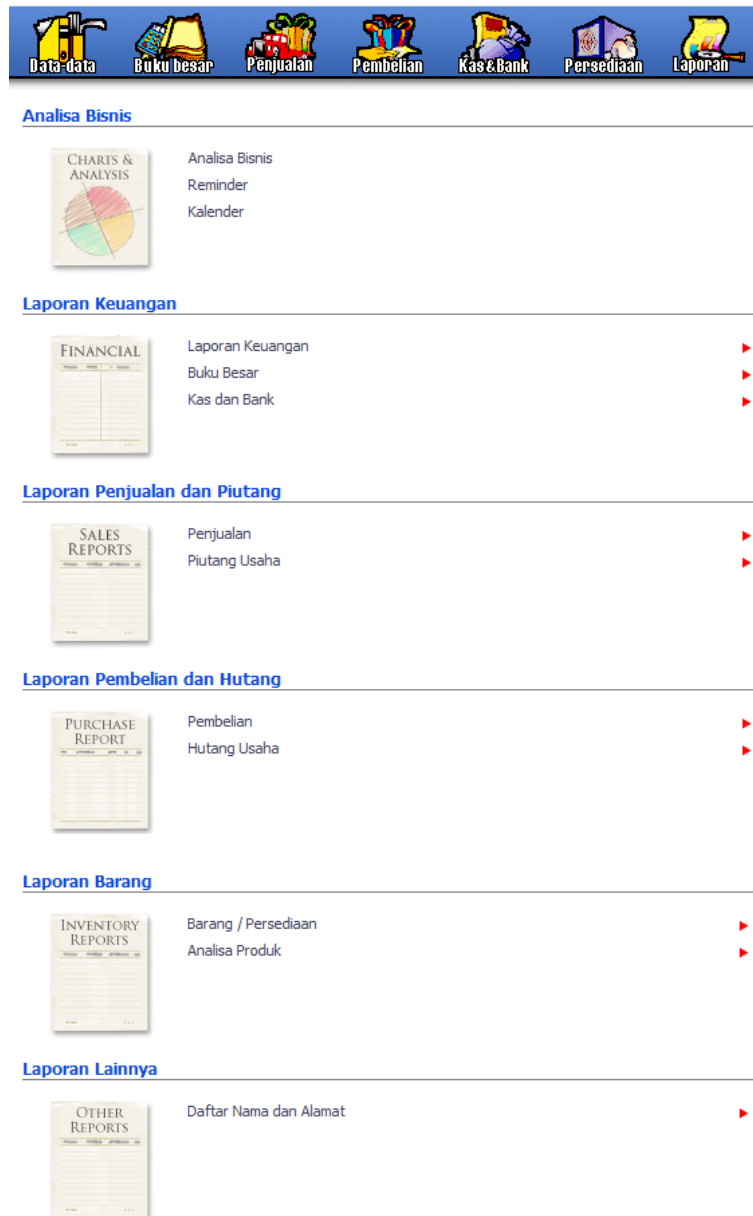 Data-data Buku besar Penjualan Pembelian Kas&Bank Persediaan Laporan
Analisa Bisnis
CHARTS &
ANALYSIS
Analisa Bisnis
Reminder
Kalender
Laporan Keuangan
FINANCIAL
Laporan Keuangan
Buku Besar
Kas dan Bank
Laporan Penjualan dan Piutang
SALES
REPORTS
Penjualan
Piutang Usaha
Laporan Pembelian dan Hutang
PURCHASE
REPORT
Pembelian
Hutang Usaha
Laporan Barang
INVENTORY
REPORTS
Barang / Persediaan
Analisa Produk
Laporan Lainnya
OTHER
REPORTS
Daftar Nama dan Alamat